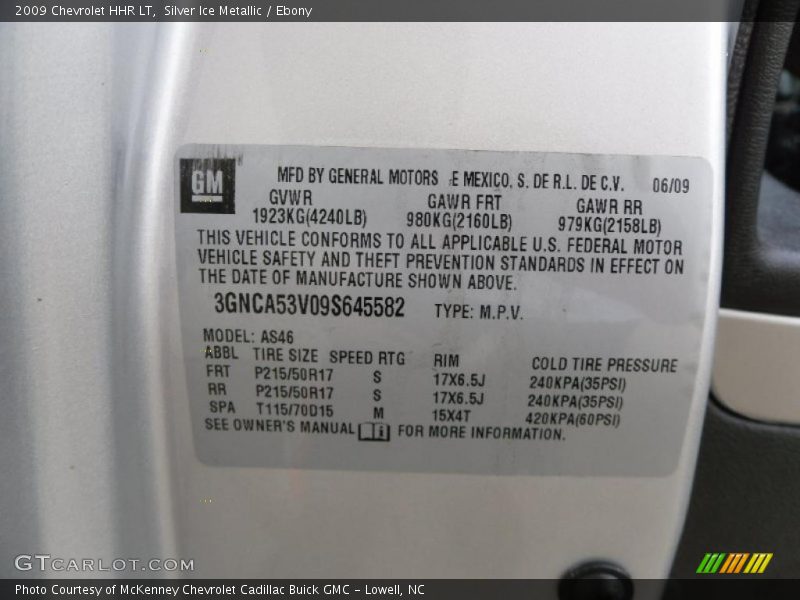 2009 Chevrolet HHR LT,  Silver Ice Metallic / Ebony
GM
MFD BY GENERAL MOTORS E MEXICO, S. DE R.L. DE C.V. 06/09
GVWR GAWR FRT GAWR RR
1923KG(4240LB) 980KG(2160LB) 979KG(2158LB)
THIS VEHICLE CONFORMS TO ALL APPLICABLE U.S. FEDERAL MOTOR
VEHICLE SAFETY AND THEFT PREVENTION STANDARDS IN EFFECT ON
THE DATE OF MANUFACTURE SHOWN ABOVE.
3GNCA53V09S645582 TYPE: M.P.V.
MODEL: AS46
ABBL TIRE SIZE SPEED RTG RIM COLD TIRE PRESSURE
FRT P215/50R17 S 17X6.5J 240KPA(35PSI)
RR P215/50R17 S 17X6.5J 240KPA(35PSI)
SPA T115/70D15 M 15X4T 420KPA(60PSI)
SEE OWNER'S MANUAL i FOR MORE INFORMATION.
GTCARLOT.COM
Photo Courtesy of McKenney Chevrolet Cadillac Buick GMC - Lowell, NC